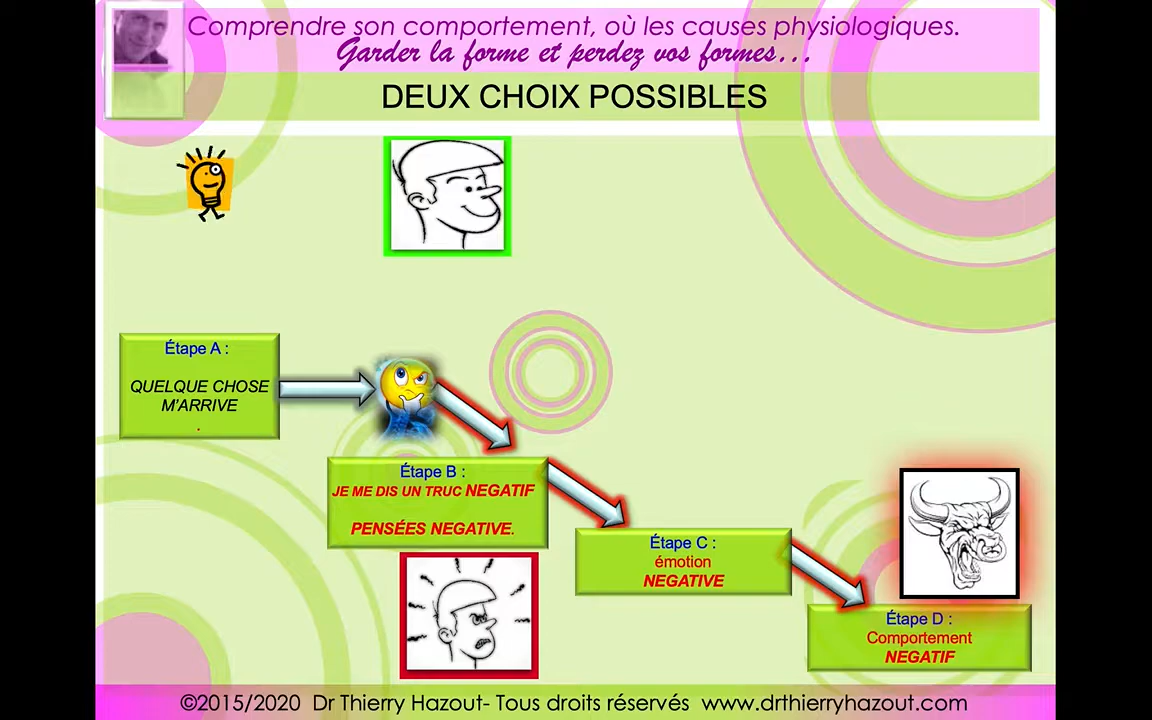 Comprendre son comportement, où les causes physiologiques.
Garder la forme et perdez vos formes...
DEUX CHOIX POSSIBLES
Étape A :
QUELQUE CHOSE
M'ARRIVE
.
Étape B :
JE ME DIS UN TRUC NEGATIF
PENSÉES NEGATIVE.
Étape C :
émotion
NEGATIVE
Étape D :
Comportement
NEGATIF
©2015/2020 Dr Thierry Hazout- Tous droits réservés www.drthierryhazout.com